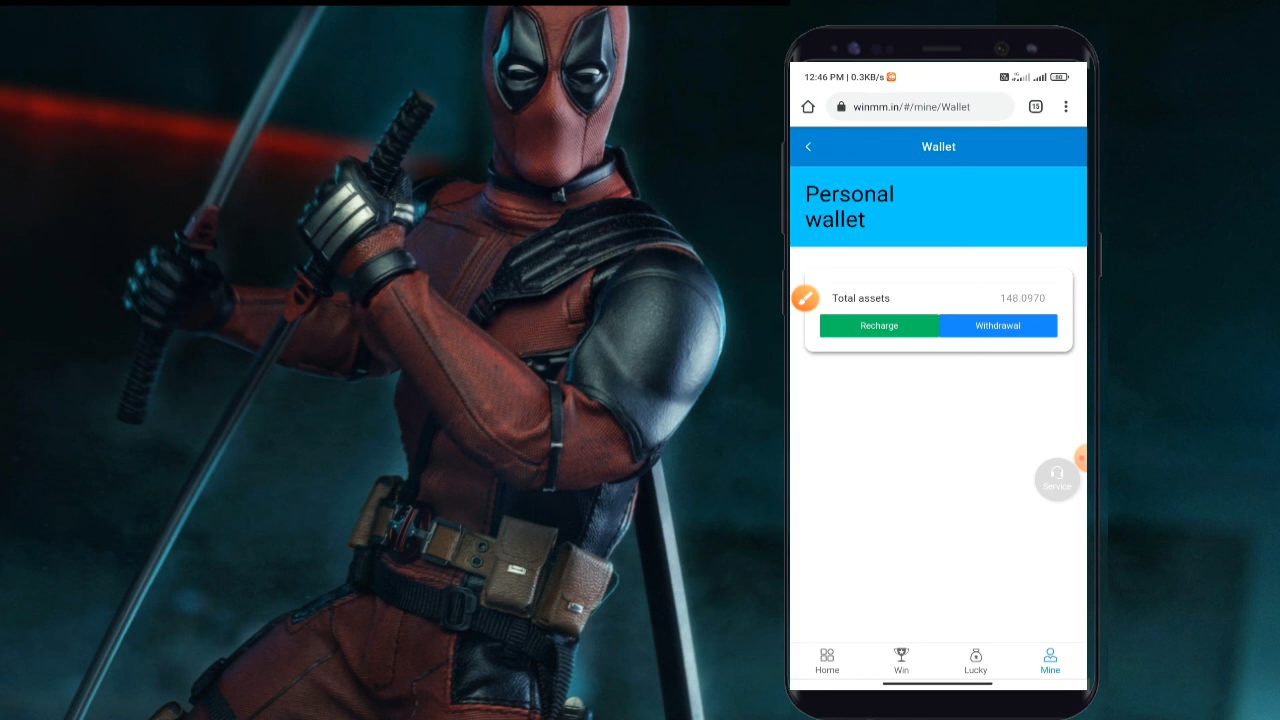 12:46 PM | 0.3KB/s
winmm.in/#/mine/Wallet
15
Wallet
Personal
wallet
Total assets
148.0970
Recharge
Withdrawal
Service
Home
Win
Lucky
Mine